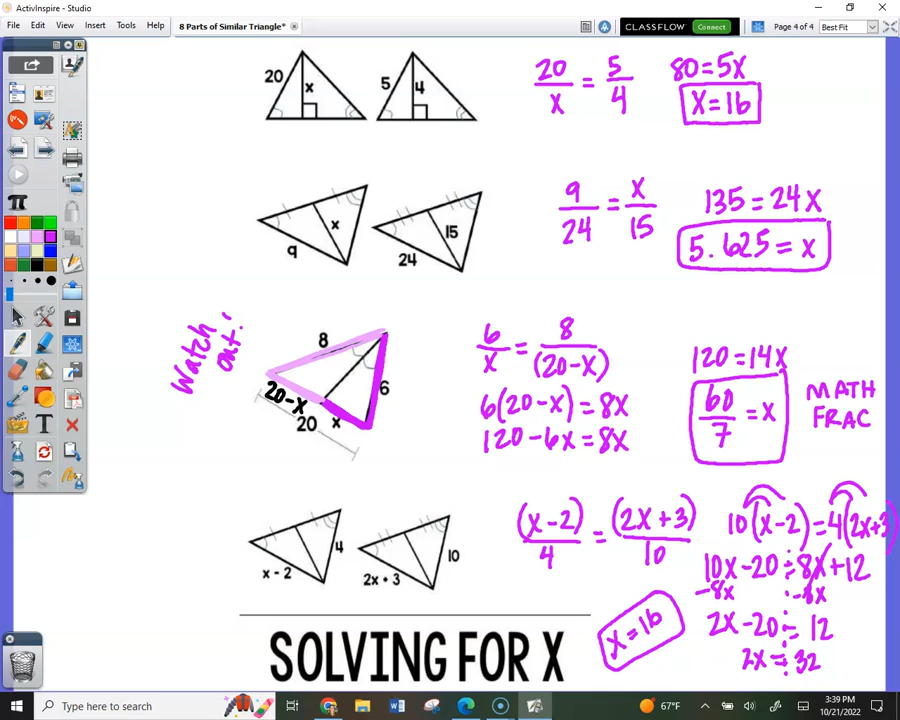 ActivInspire - Studio
File Edit View Insert Tools Help
8 Parts of Similar Triangle*
CLASSFLOW Connect
Page 4 of 4
Best Fit
20 x 5 4
20/x = 5/4
80 = 5x
x = 16
9 x 24 15
9/24 = x/15
135 = 24x
5.625 = x
Watch
out!
8
20-x
6
20 x
6/x = 8/(20-x)
6(20-x) = 8x
120-6x = 8x
120 = 14x
60/7 = x
MATH
FRAC
x - 2 4 2x + 3 10
(x-2)/4 = (2x+3)/10
10(x-2) = 4(2x+3)
10x-20 = 8x+12
-8x -8x
2x-20 = 12
2x = 32
x = 16
SOLVING FOR X
Type here to search
67°F
3:39 PM
10/21/2022